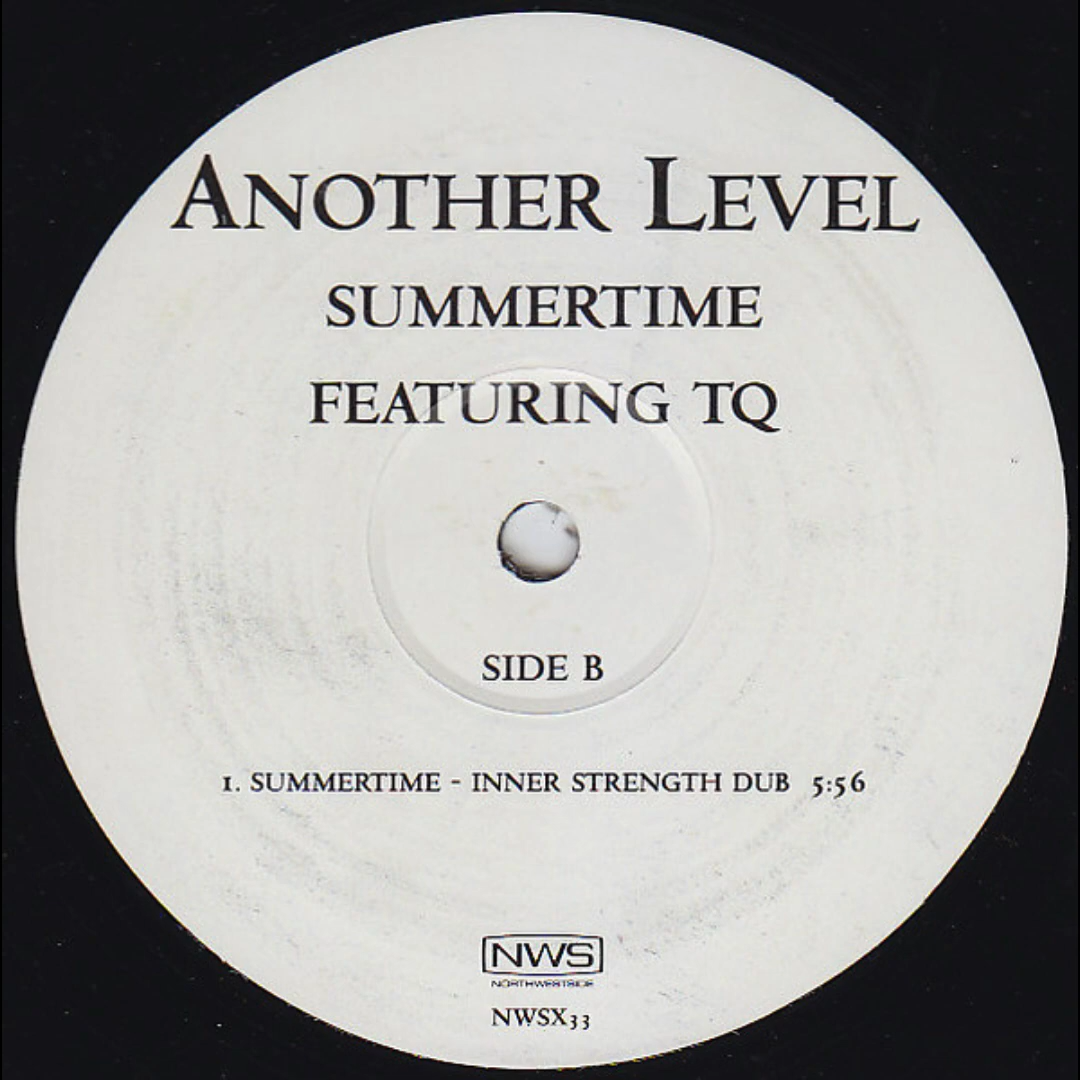 ANOTHER LEVEL
SUMMERTIME
FEATURING TQ
SIDE B
1. SUMMERTIME - INNER STRENGTH DUB 5:56
NWS
NORTHWESTSIDE
NWSX33